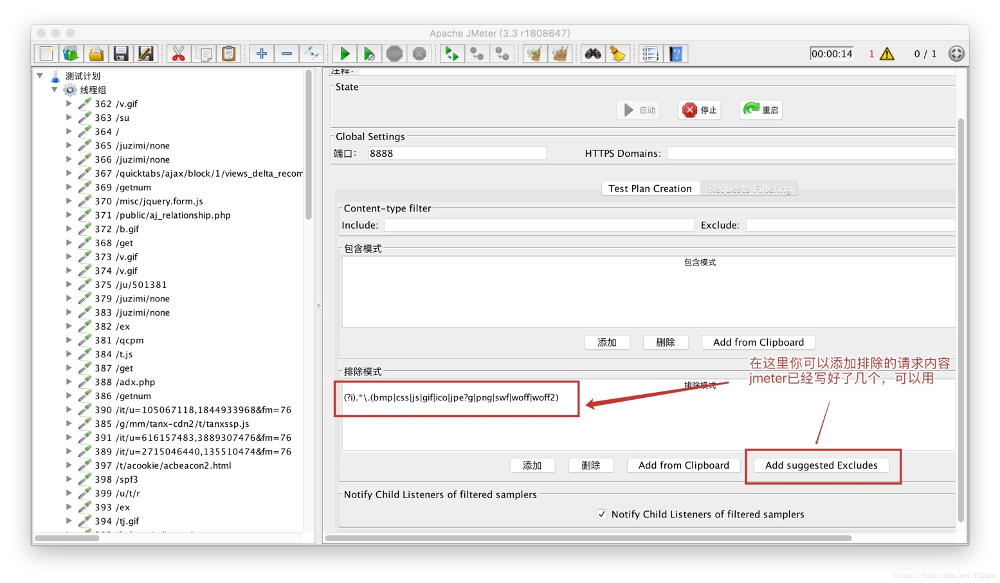 Apache JMeter (3.3 r1808647)
00:00:14
1
0 / 1
测试计划
线程组
362 /v.gif
363 /su
364 /
365 /juzimi/none
366 /juzimi/none
367 /quicktabs/ajax/block/1/views_delta_recom
369 /getnum
370 /misc/jquery.form.js
371 /public/aj_relationship.php
372 /b.gif
368 /get
373 /v.gif
374 /v.gif
375 /ju/501381
379 /juzimi/none
383 /juzimi/none
382 /ex
381 /qcpm
384 /t.js
387 /get
388 /adx.php
386 /getnum
390 /it/u=105067118,1844933968&fm=76
385 /g/mm/tanx-cdn2/t/tanxssp.js
391 /it/u=616157483,3889307476&fm=76
389 /it/u=2715046440,135510474&fm=76
397 /t/acookie/acbeacon2.html
398 /spf3
399 /u/t/r
393 /ex
394 /tj.gif
注释:
State
启动
停止
重启
Global Settings
端口:
8888
HTTPS Domains:
Test Plan Creation
Requests Filtering
Content-type filter
Include:
Exclude:
包含模式
包含模式
添加
删除
Add from Clipboard
在这里你可以添加排除的请求内容
jmeter已经写好了几个，可以用
排除模式
排除模式
(?i).*\.(bmp|css|js|gif|ico|jpe?g|png|swf|woff|woff2)
添加
删除
Add from Clipboard
Add suggested Excludes
Notify Child Listeners of filtered samplers
Notify Child Listeners of filtered samplers
https://blog.csdn.net/Y12nre